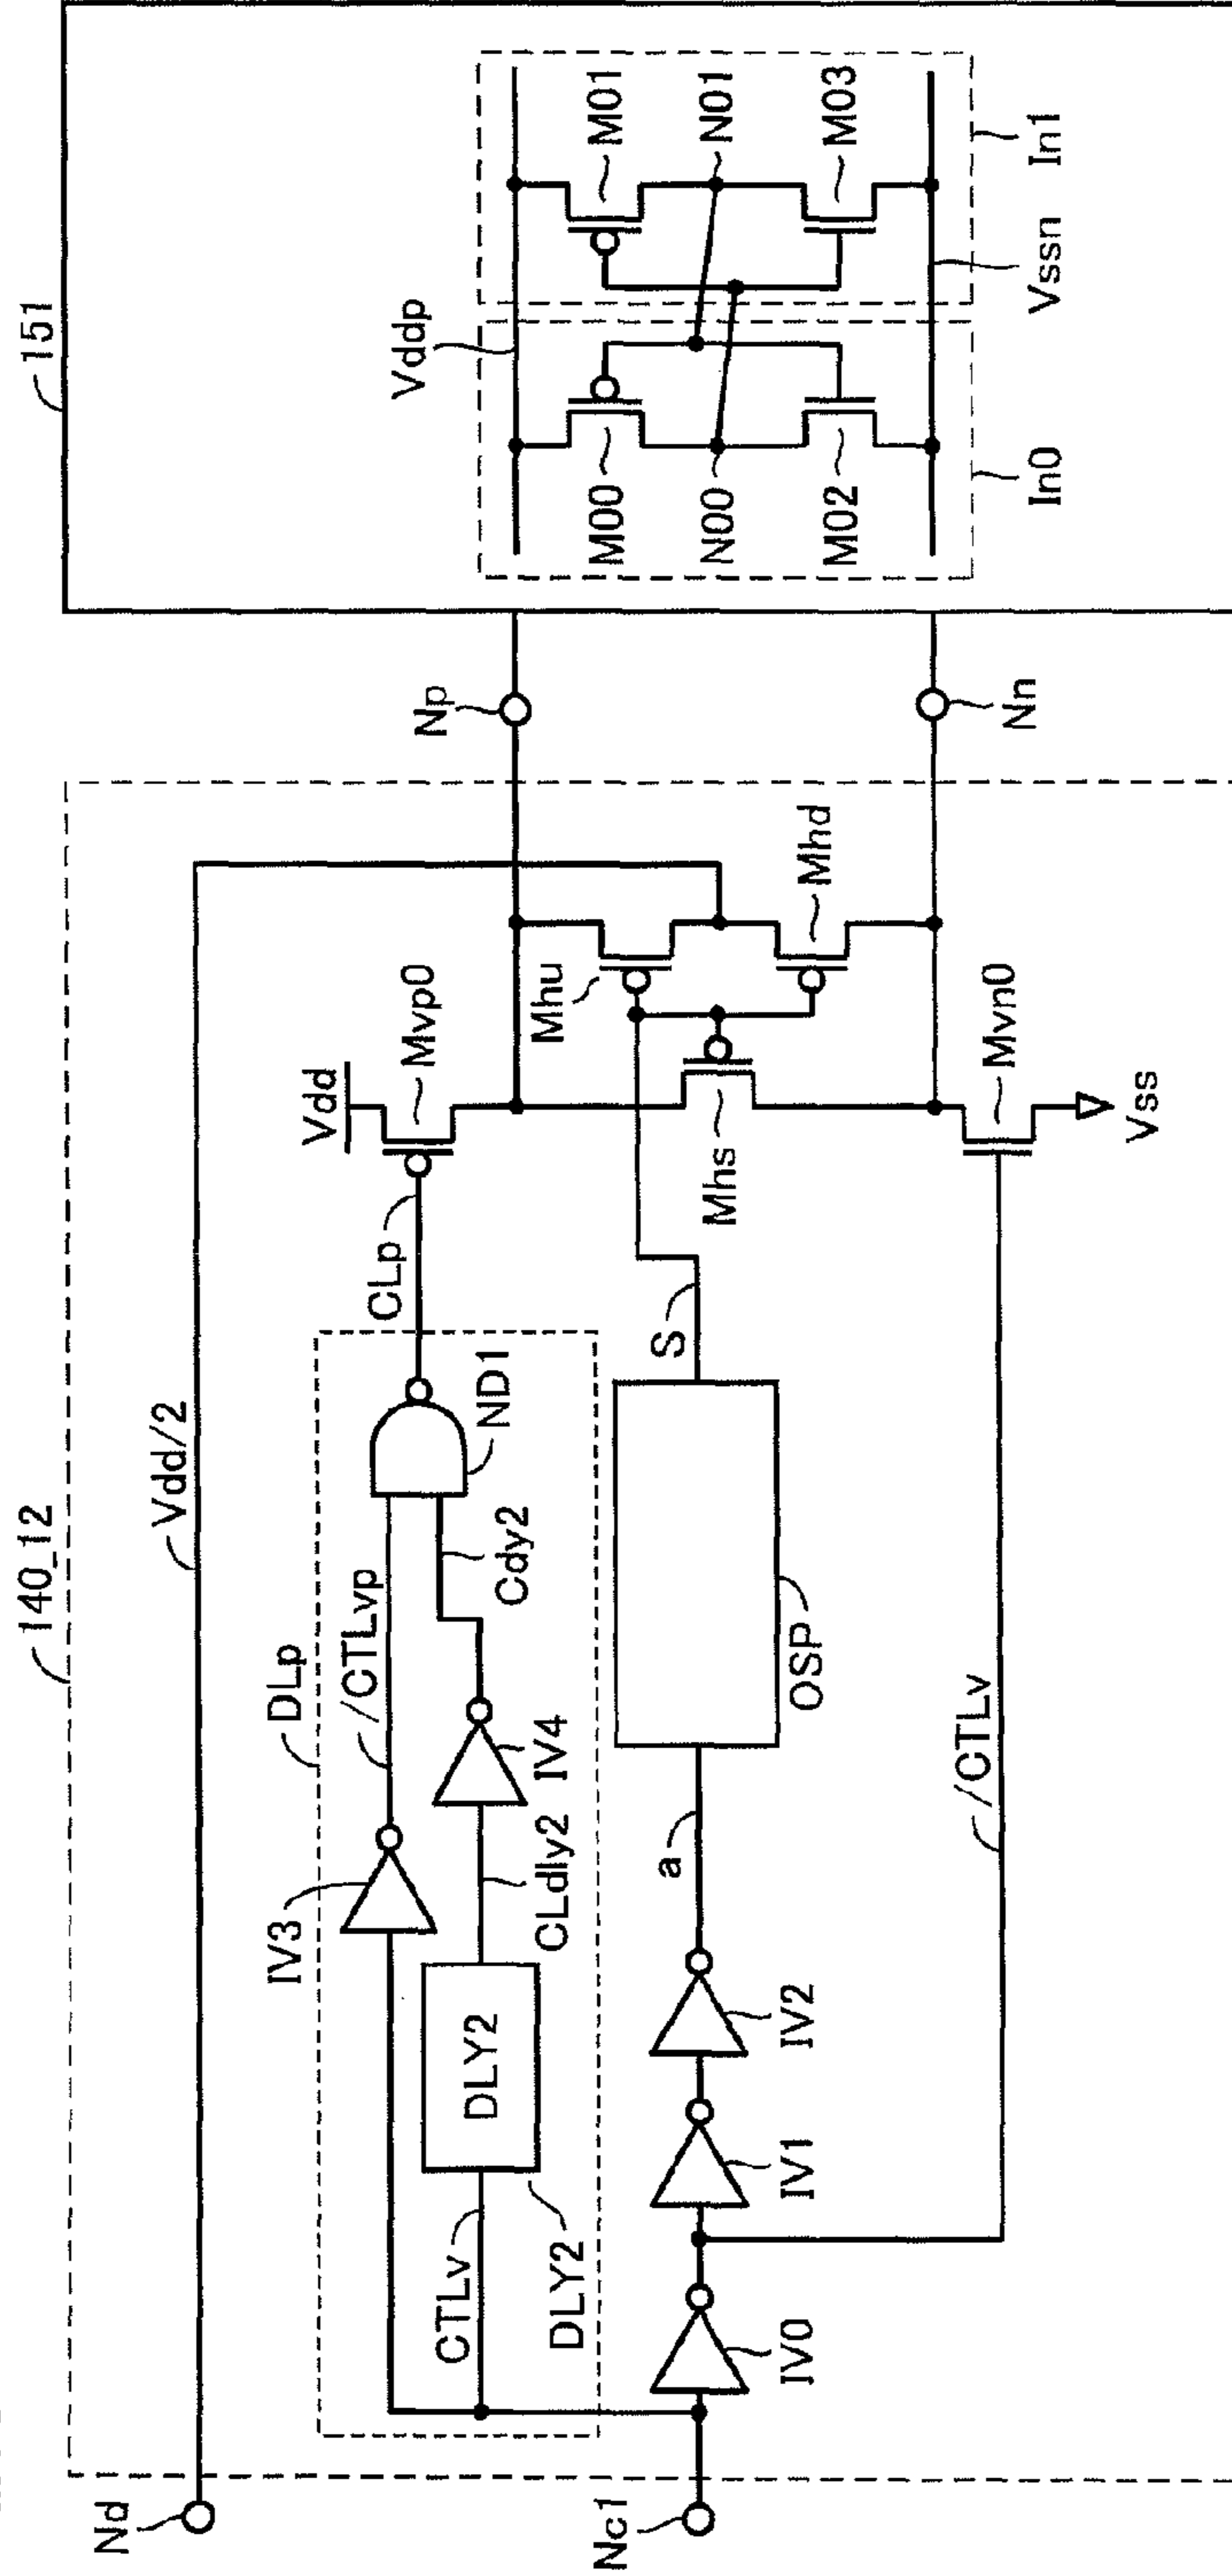 140_12
151
Nd
Vdd/2
DLp
IV3
/CTLvp
CLp
Vdd
Mvp0
Np
Vddp
CTLv
DLY2
DLY2
CLdly2
IV4
Cdy2
ND1
Mhu
Mhd
M00
M01
N00
N01
M02
M03
Nc1
IV0
IV1
IV2
a
OSP
S
Mhs
/CTLv
Mvn0
Vss
Nn
In0
Vssn
In1